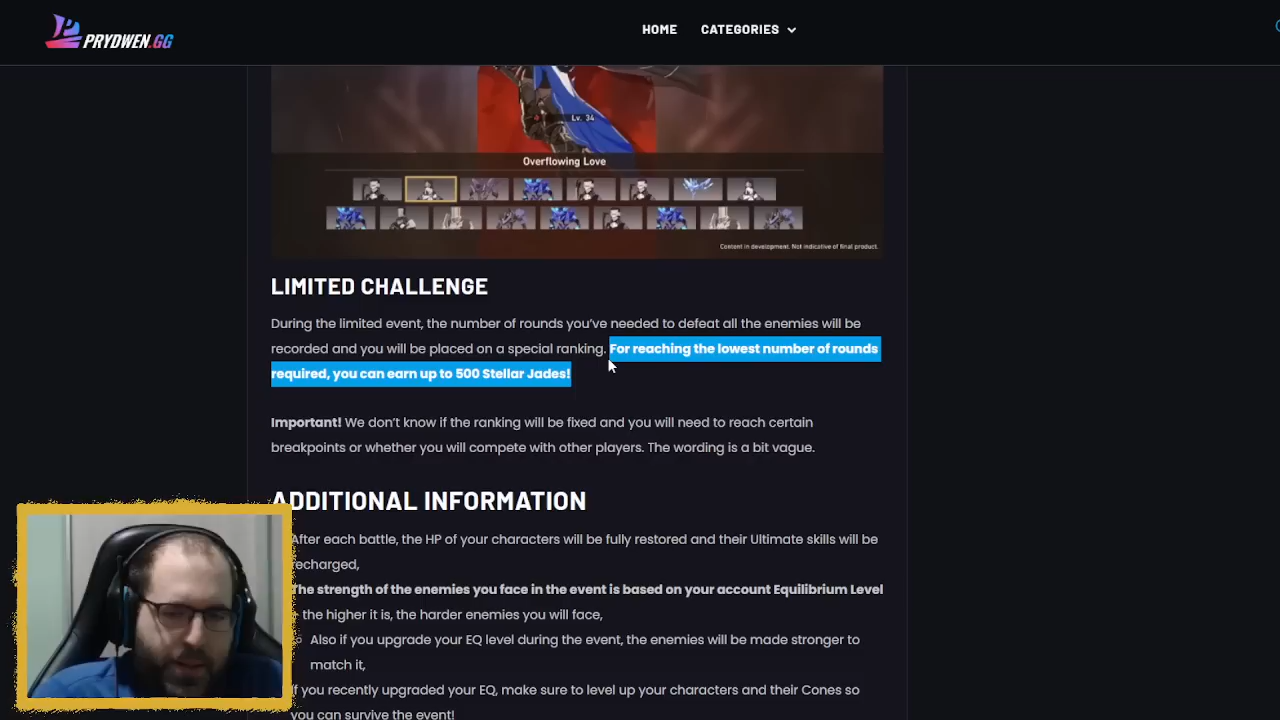 PRYDWEN.GG
HOME CATEGORIES
Lv. 34
Overflowing Love
Content in development. Not indicative of final product.
LIMITED CHALLENGE
During the limited event, the number of rounds you've needed to defeat all the enemies will be
recorded and you will be placed on a special ranking. For reaching the lowest number of rounds
required, you can earn up to 500 Stellar Jades!
Important! We don't know if the ranking will be fixed and you will need to reach certain
breakpoints or whether you will compete with other players. The wording is a bit vague.
ADDITIONAL INFORMATION
After each battle, the HP of your characters will be fully restored and their Ultimate skills will be
recharged,
The strength of the enemies you face in the event is based on your account Equilibrium Level
the higher it is, the harder enemies you will face,
Also if you upgrade your EQ level during the event, the enemies will be made stronger to
match it,
If you recently upgraded your EQ, make sure to level up your characters and their Cones so
you can survive the event!